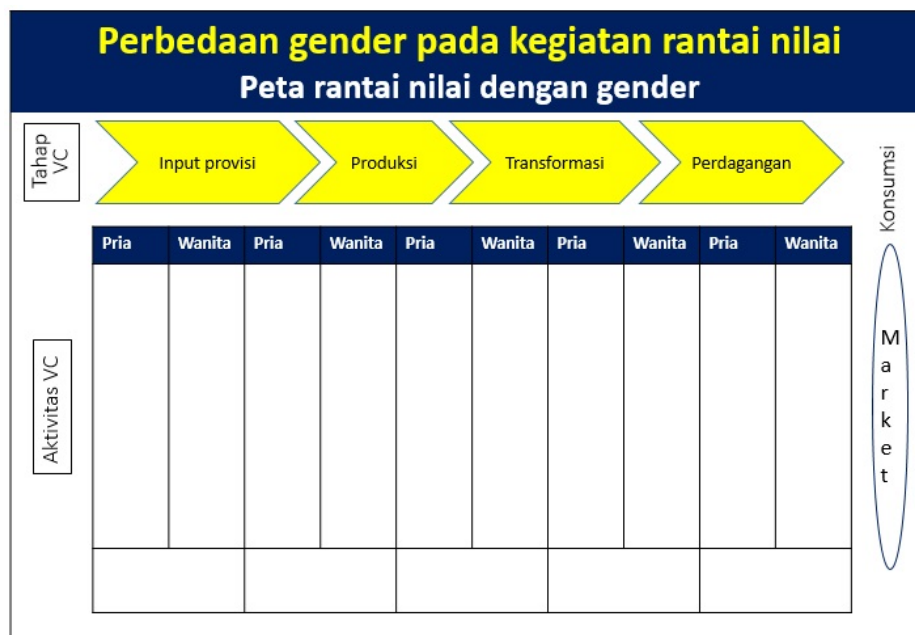 Perbedaan gender pada kegiatan rantai nilai
Peta rantai nilai dengan gender
Tahap
VC
Input provisi
Produksi
Transformasi
Perdagangan
Konsumsi
Pria Wanita Pria Wanita Pria Wanita Pria Wanita Pria Wanita
Aktivitas VC
Market